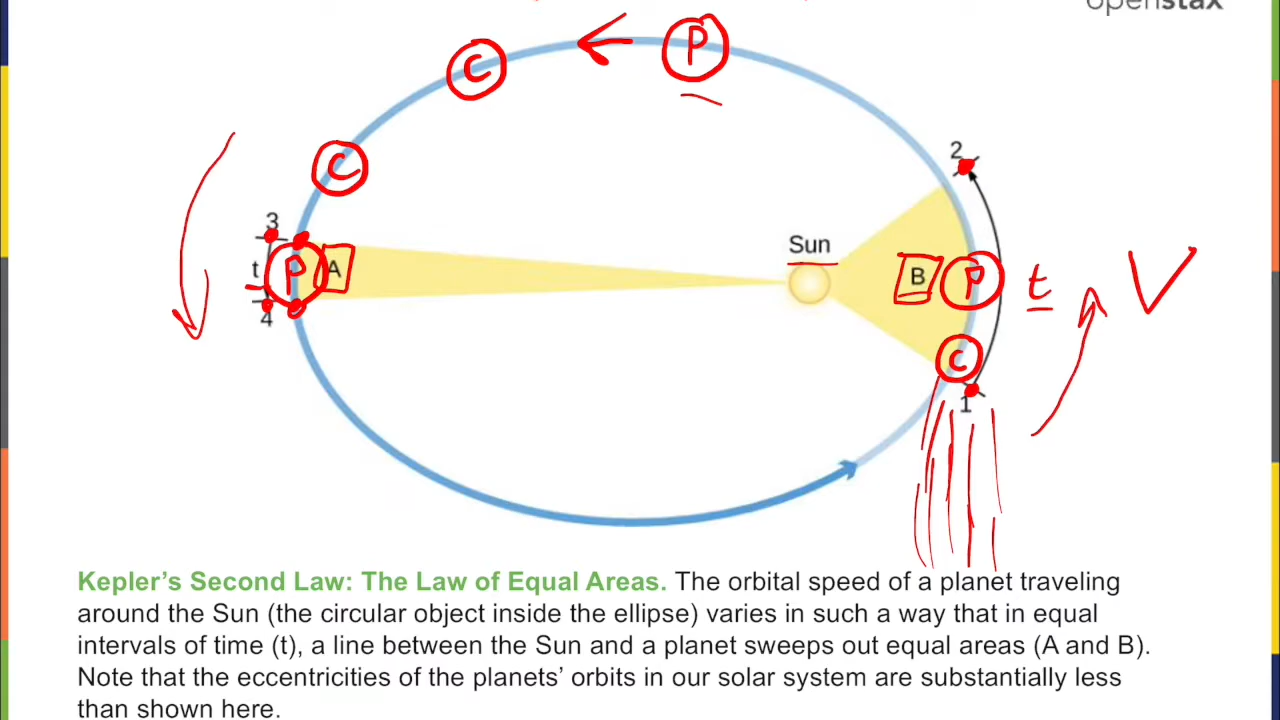 openstax
P
C
2
C
3
Sun
t
P
A
B
P
t
V
4
C
1
Kepler's Second Law: The Law of Equal Areas. The orbital speed of a planet traveling
around the Sun (the circular object inside the ellipse) varies in such a way that in equal
intervals of time (t), a line between the Sun and a planet sweeps out equal areas (A and B).
Note that the eccentricities of the planets' orbits in our solar system are substantially less
than shown here.